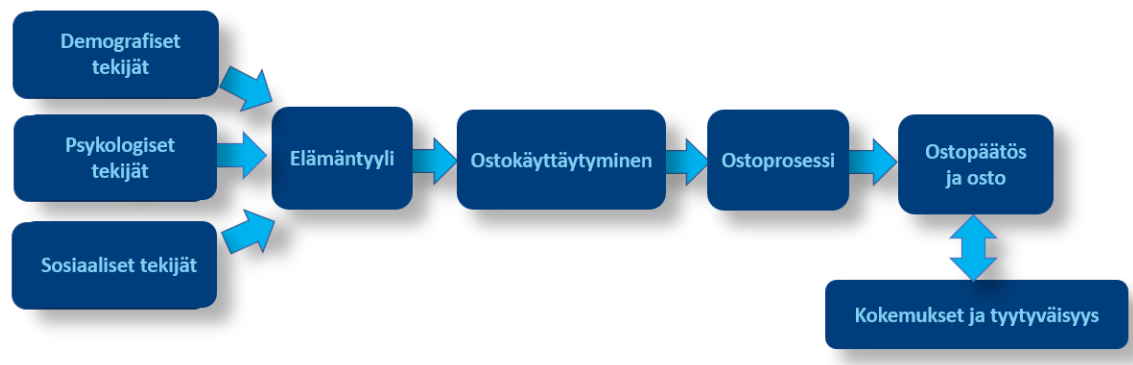 Demografiset
tekijät
Psykologiset
tekijät
Sosiaaliset tekijät
Elämäntyyli
Ostokäyttäytyminen
Ostoprosessi
Ostopäätös
ja osto
Kokemukset ja tyytyväisyys